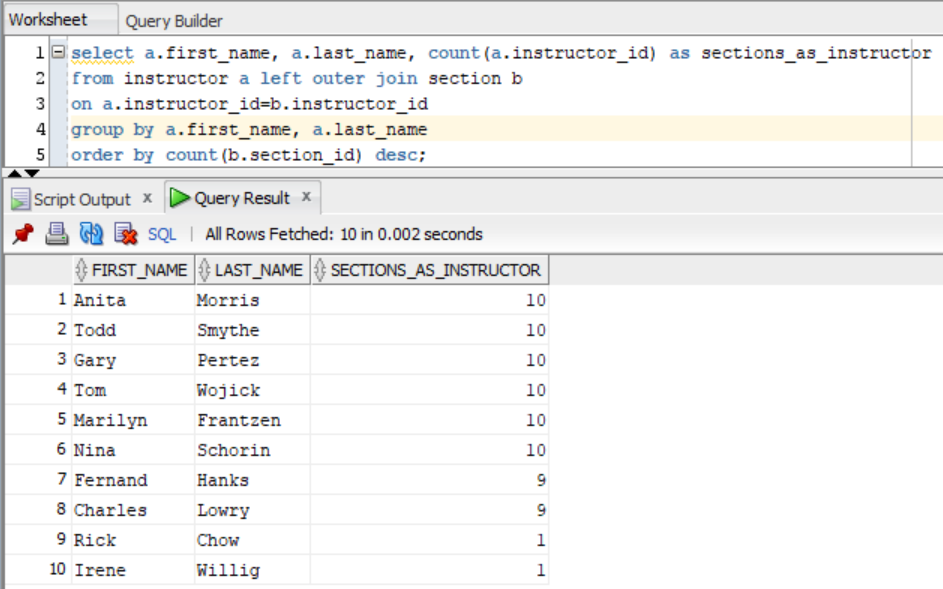 Worksheet Query Builder
1 select a.first_name, a.last_name, count(a.instructor_id) as sections_as_instructor
2 from instructor a left outer join section b
3 on a.instructor_id=b.instructor_id
4 group by a.first_name, a.last_name
5 order by count(b.section_id) desc;
Script Output x Query Result x
SQL | All Rows Fetched: 10 in 0.002 seconds
FIRST_NAME LAST_NAME SECTIONS_AS_INSTRUCTOR
1 Anita Morris 10
2 Todd Smythe 10
3 Gary Pertez 10
4 Tom Wojick 10
5 Marilyn Frantzen 10
6 Nina Schorin 10
7 Fernand Hanks 9
8 Charles Lowry 9
9 Rick Chow 1
10 Irene Willig 1